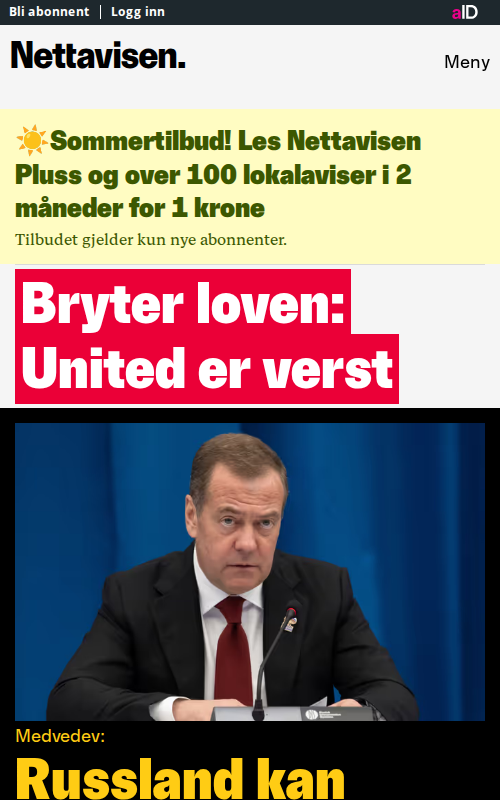 Bli abonnent | Logg inn
aID
Nettavisen.
Meny
☀️Sommertilbud! Les Nettavisen
Pluss og over 100 lokalaviser i 2
måneder for 1 krone
Tilbudet gjelder kun nye abonnenter.
Bryter loven:
United er verst
Medvedev:
Russland kan